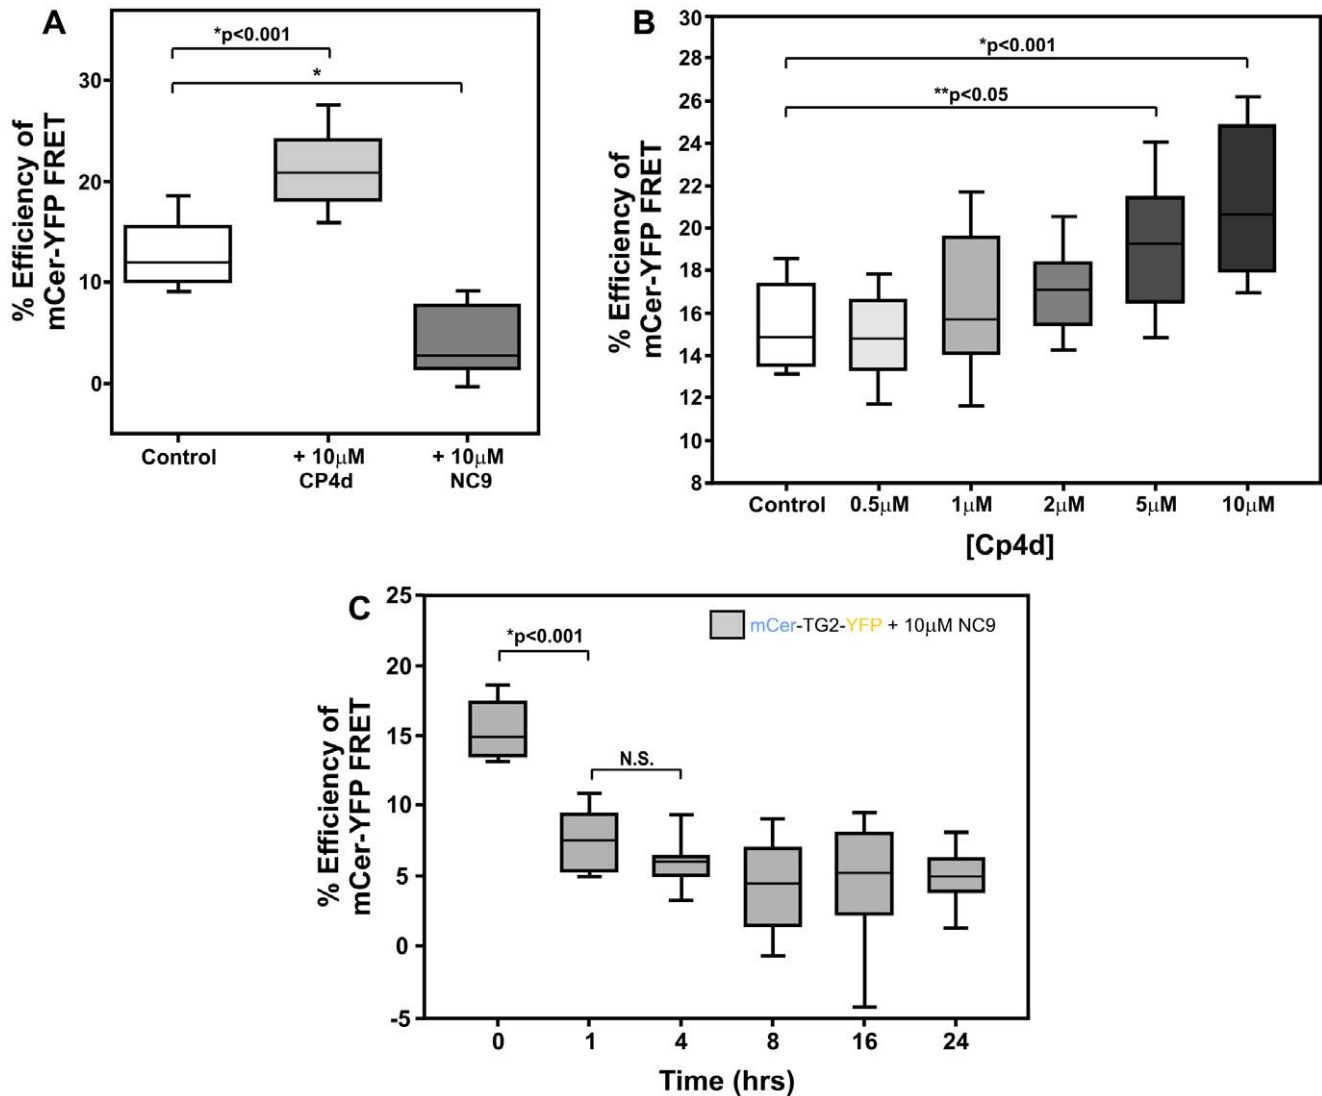 A
*p<0.001
*
30
20
10
0
% Efficiency of
mCer-YFP FRET
Control
+ 10μM
CP4d
+ 10μM
NC9
B
*p<0.001
**p<0.05
30
28
26
24
22
20
18
16
14
12
10
8
% Efficiency of
mCer-YFP FRET
Control
0.5μM
1μM
2μM
5μM
10μM
[Cp4d]
C
mCer-TG2-YFP + 10μM NC9
*p<0.001
N.S.
25
20
15
10
5
0
-5
% Efficiency of
mCer-YFP FRET
0
1
4
8
16
24
Time (hrs)